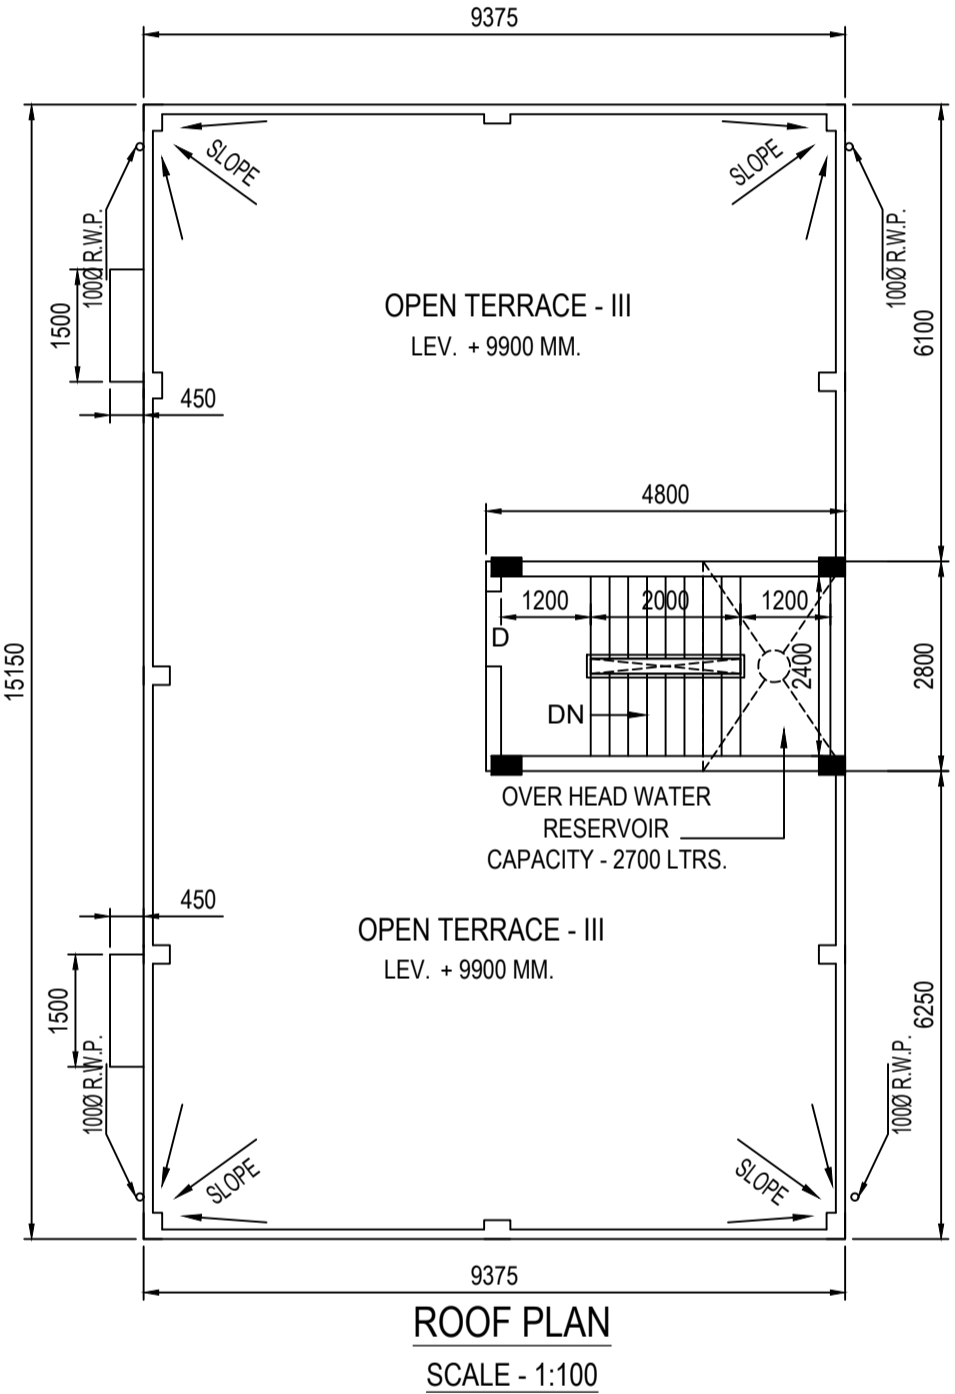 9375
SLOPE
SLOPE
100Ø R.W.P.
100Ø R.W.P.
1500
OPEN TERRACE - III
LEV. + 9900 MM.
6100
450
4800
1200
2000
1200
D
2400
2800
15150
DN
OVER HEAD WATER
RESERVOIR
CAPACITY - 2700 LTRS.
450
OPEN TERRACE - III
LEV. + 9900 MM.
1500
6250
100Ø R.W.P.
100Ø R.W.P.
SLOPE
SLOPE
9375
ROOF PLAN
SCALE - 1:100